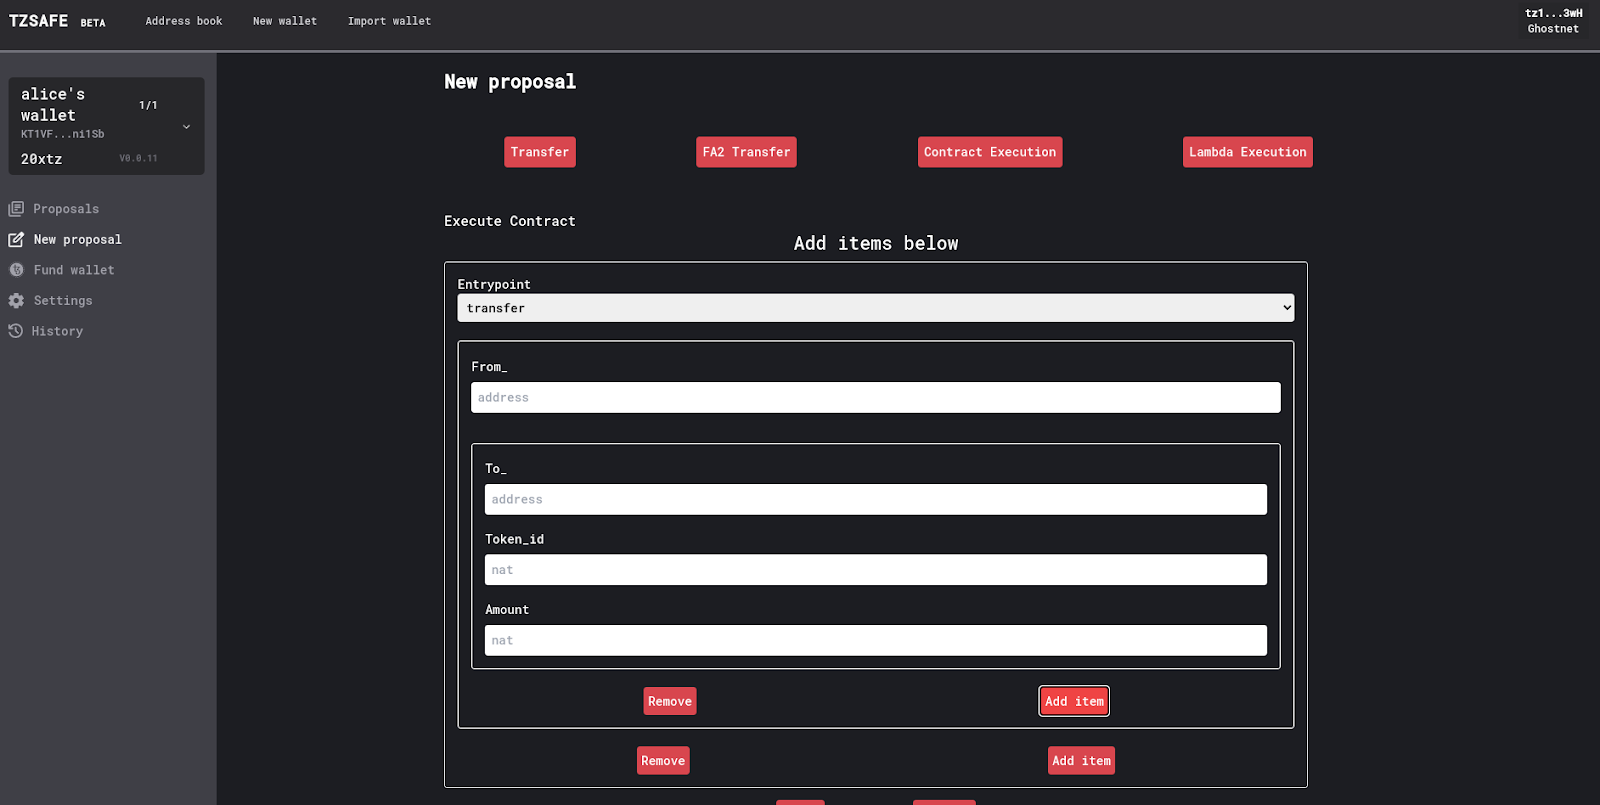 TZSAFE BETA
Address book
New wallet
Import wallet
tz1...3wH
Ghostnet
alice's
wallet
1/1
KT1VF...ni1Sb
20xtz
V0.0.11
Proposals
New proposal
Fund wallet
Settings
History
New proposal
Transfer
FA2 Transfer
Contract Execution
Lambda Execution
Execute Contract
Add items below
Entrypoint
transfer
From_
address
To_
address
Token_id
nat
Amount
nat
Remove
Add item
Remove
Add item